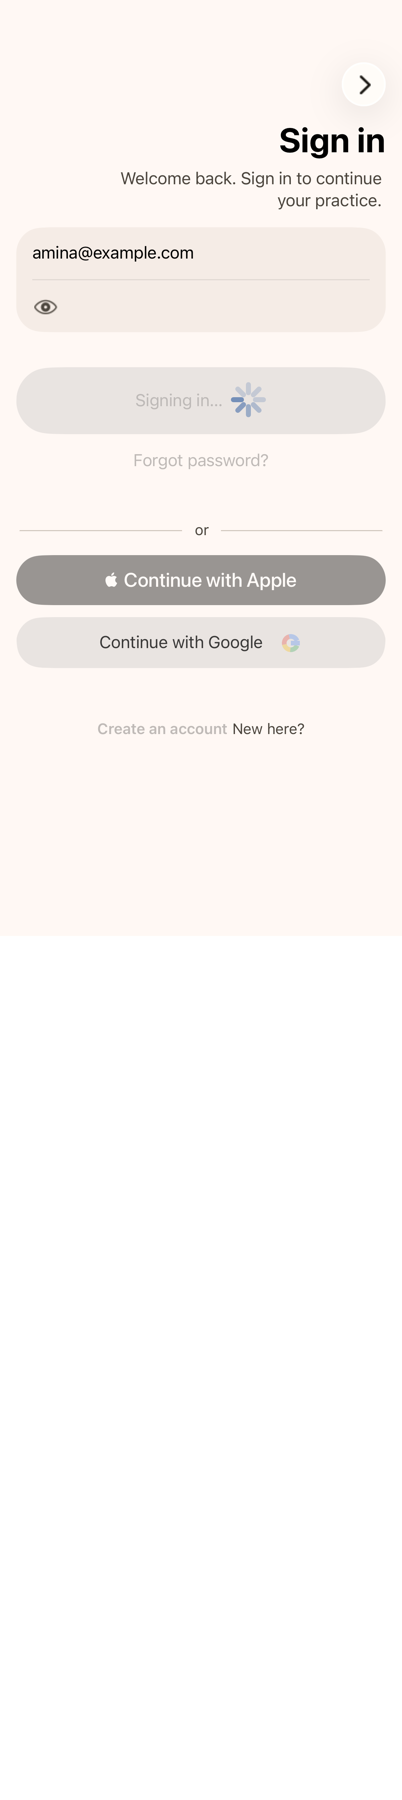 Sign in
Welcome back. Sign in to continue
your practice.
amina@example.com
Signing in...
Forgot password?
or
Continue with Apple
Continue with Google
Create an account New here?